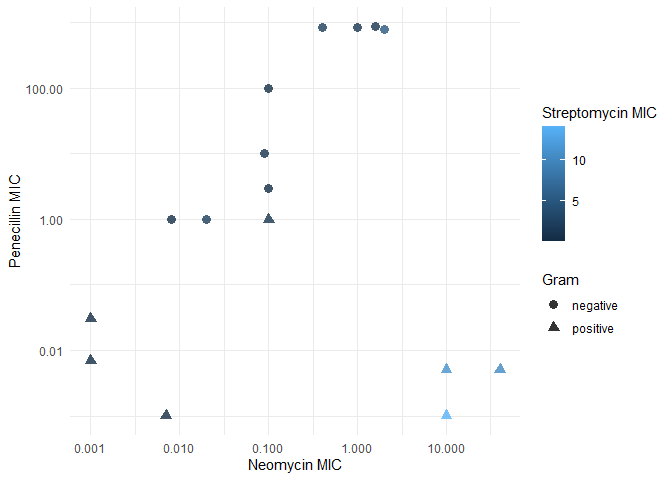 100.00
1.00
0.01
Penecillin MIC
0.001 0.010 0.100 1.000 10.000
Neomycin MIC
Streptomycin MIC
10
5
Gram
negative
positive